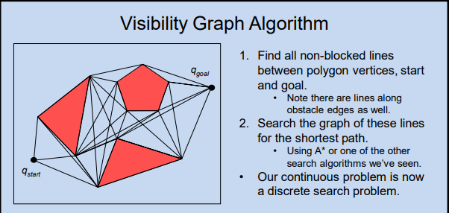 Visibility Graph Algorithm
q goal
q start
1. Find all non-blocked lines
between polygon vertices, start
and goal.
• Note there are lines along
obstacle edges as well.
2. Search the graph of these lines
for the shortest path.
• Using A* or one of the other
search algorithms we've seen.
• Our continuous problem is now
a discrete search problem.